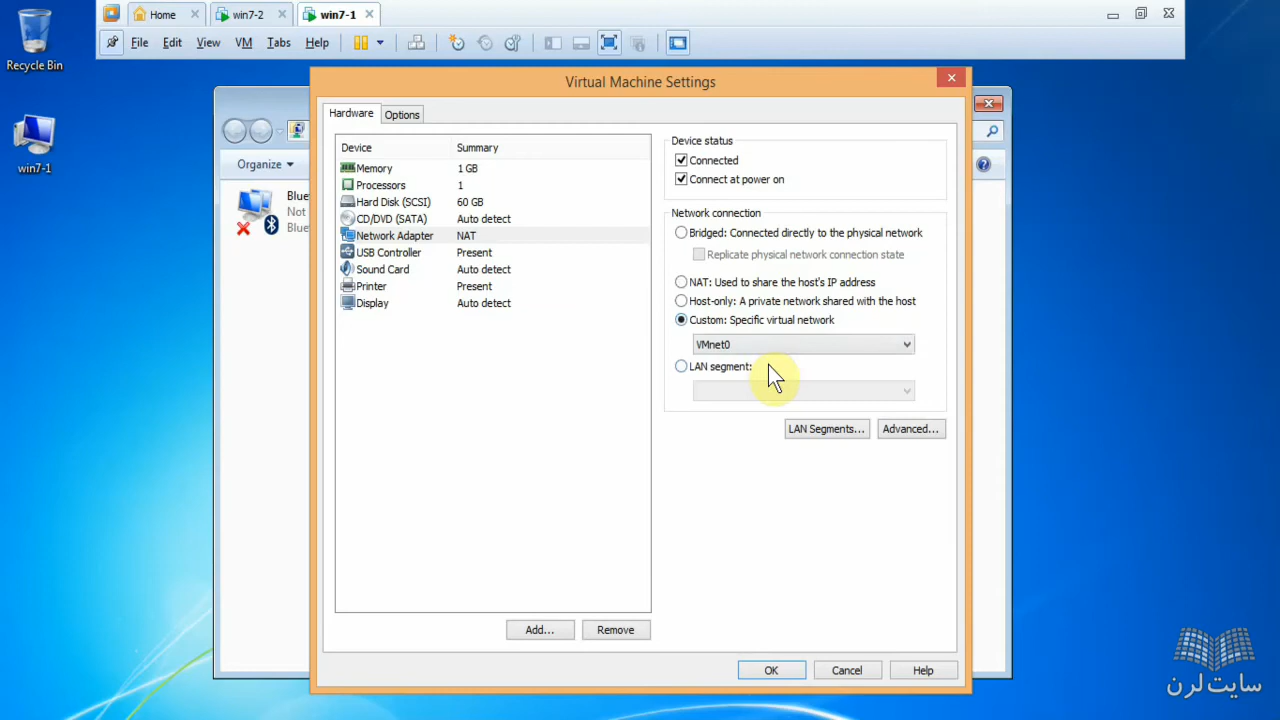 Recycle Bin
win7-1
Home
win7-2
win7-1
File Edit View VM Tabs Help
Organize
Blue
Not
Blue
Virtual Machine Settings
Hardware
Options
Device Summary
Memory 1 GB
Processors 1
Hard Disk (SCSI) 60 GB
CD/DVD (SATA) Auto detect
Network Adapter NAT
USB Controller Present
Sound Card Auto detect
Printer Present
Display Auto detect
Add...
Remove
Device status
Connected
Connect at power on
Network connection
Bridged: Connected directly to the physical network
Replicate physical network connection state
NAT: Used to share the host's IP address
Host-only: A private network shared with the host
Custom: Specific virtual network
VMnet0
LAN segment:
LAN Segments...
Advanced...
OK
Cancel
Help
سایت لرن